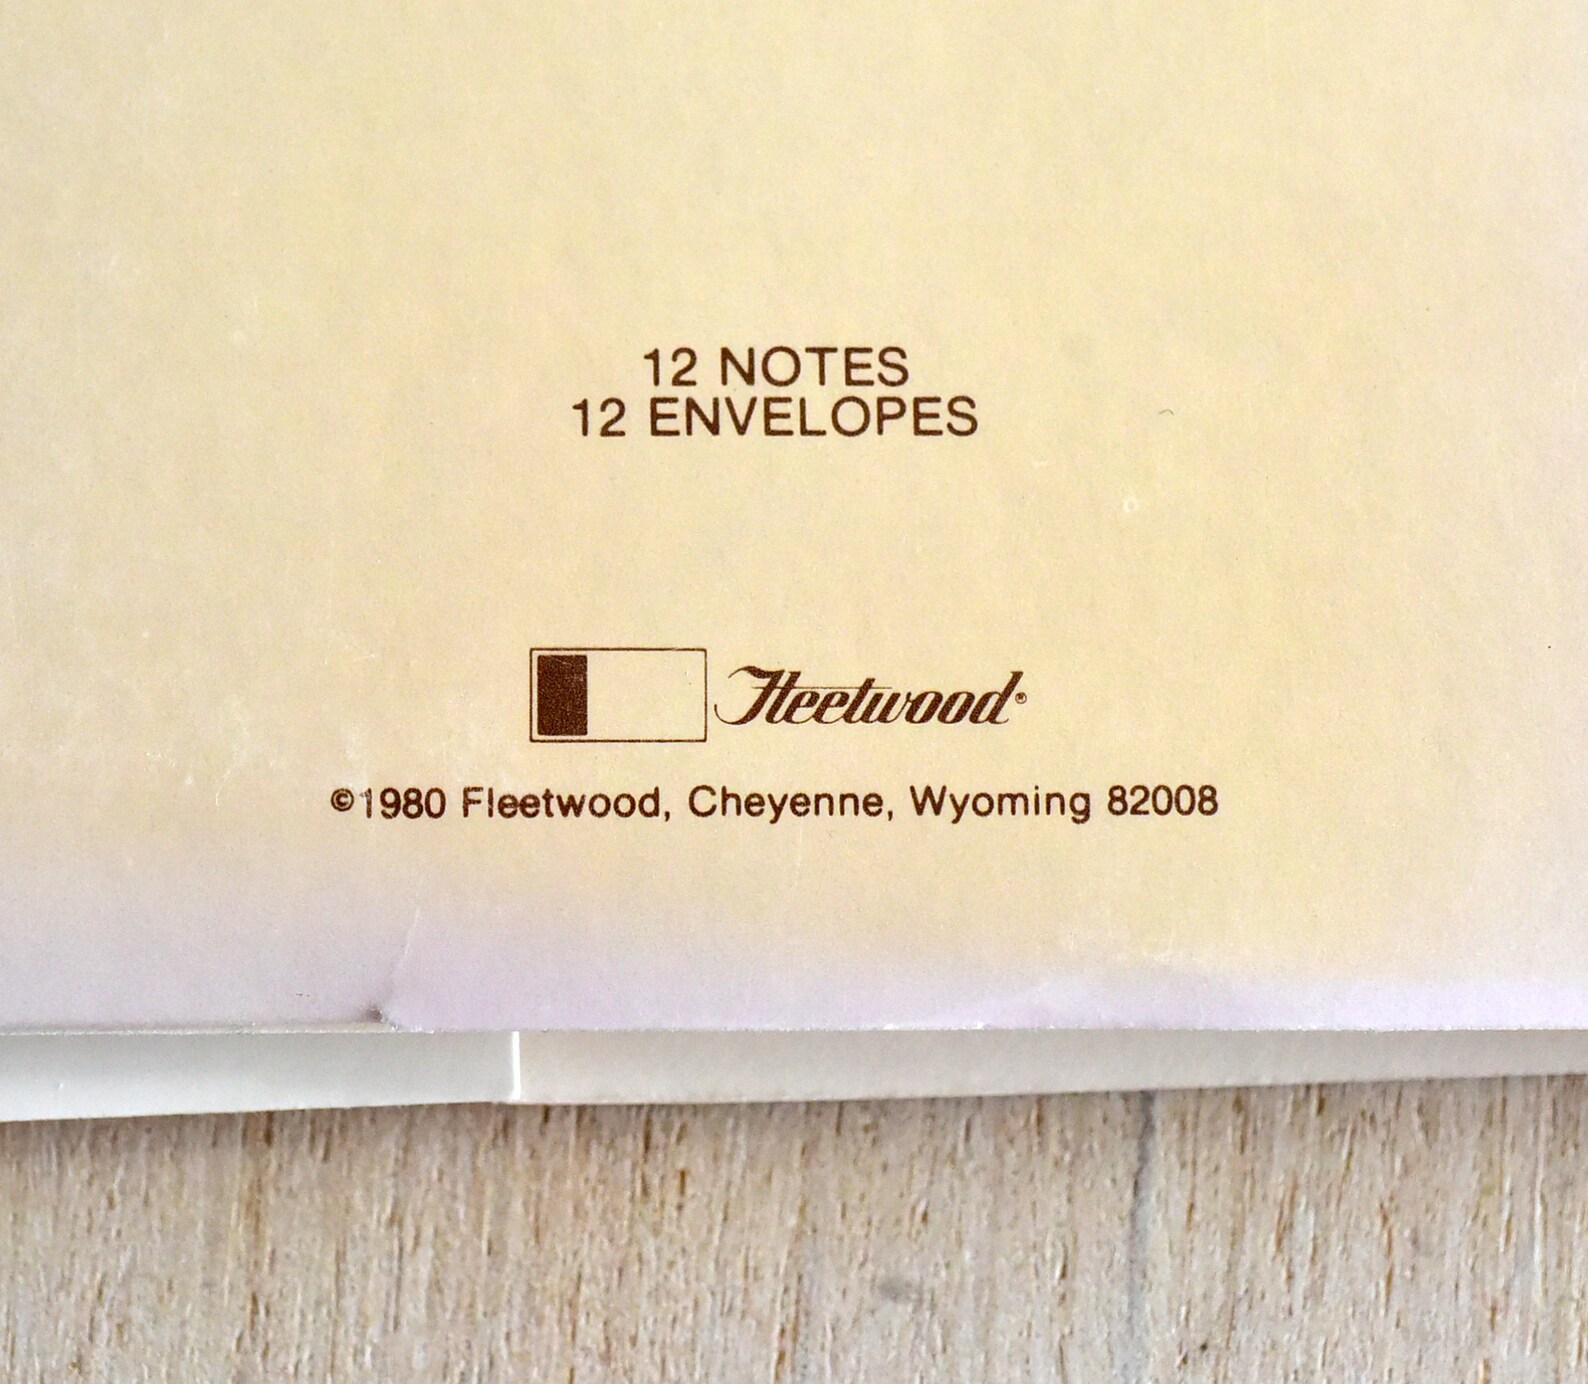 12 NOTES
12 ENVELOPES
Fleetwood®
©1980 Fleetwood, Cheyenne, Wyoming 82008